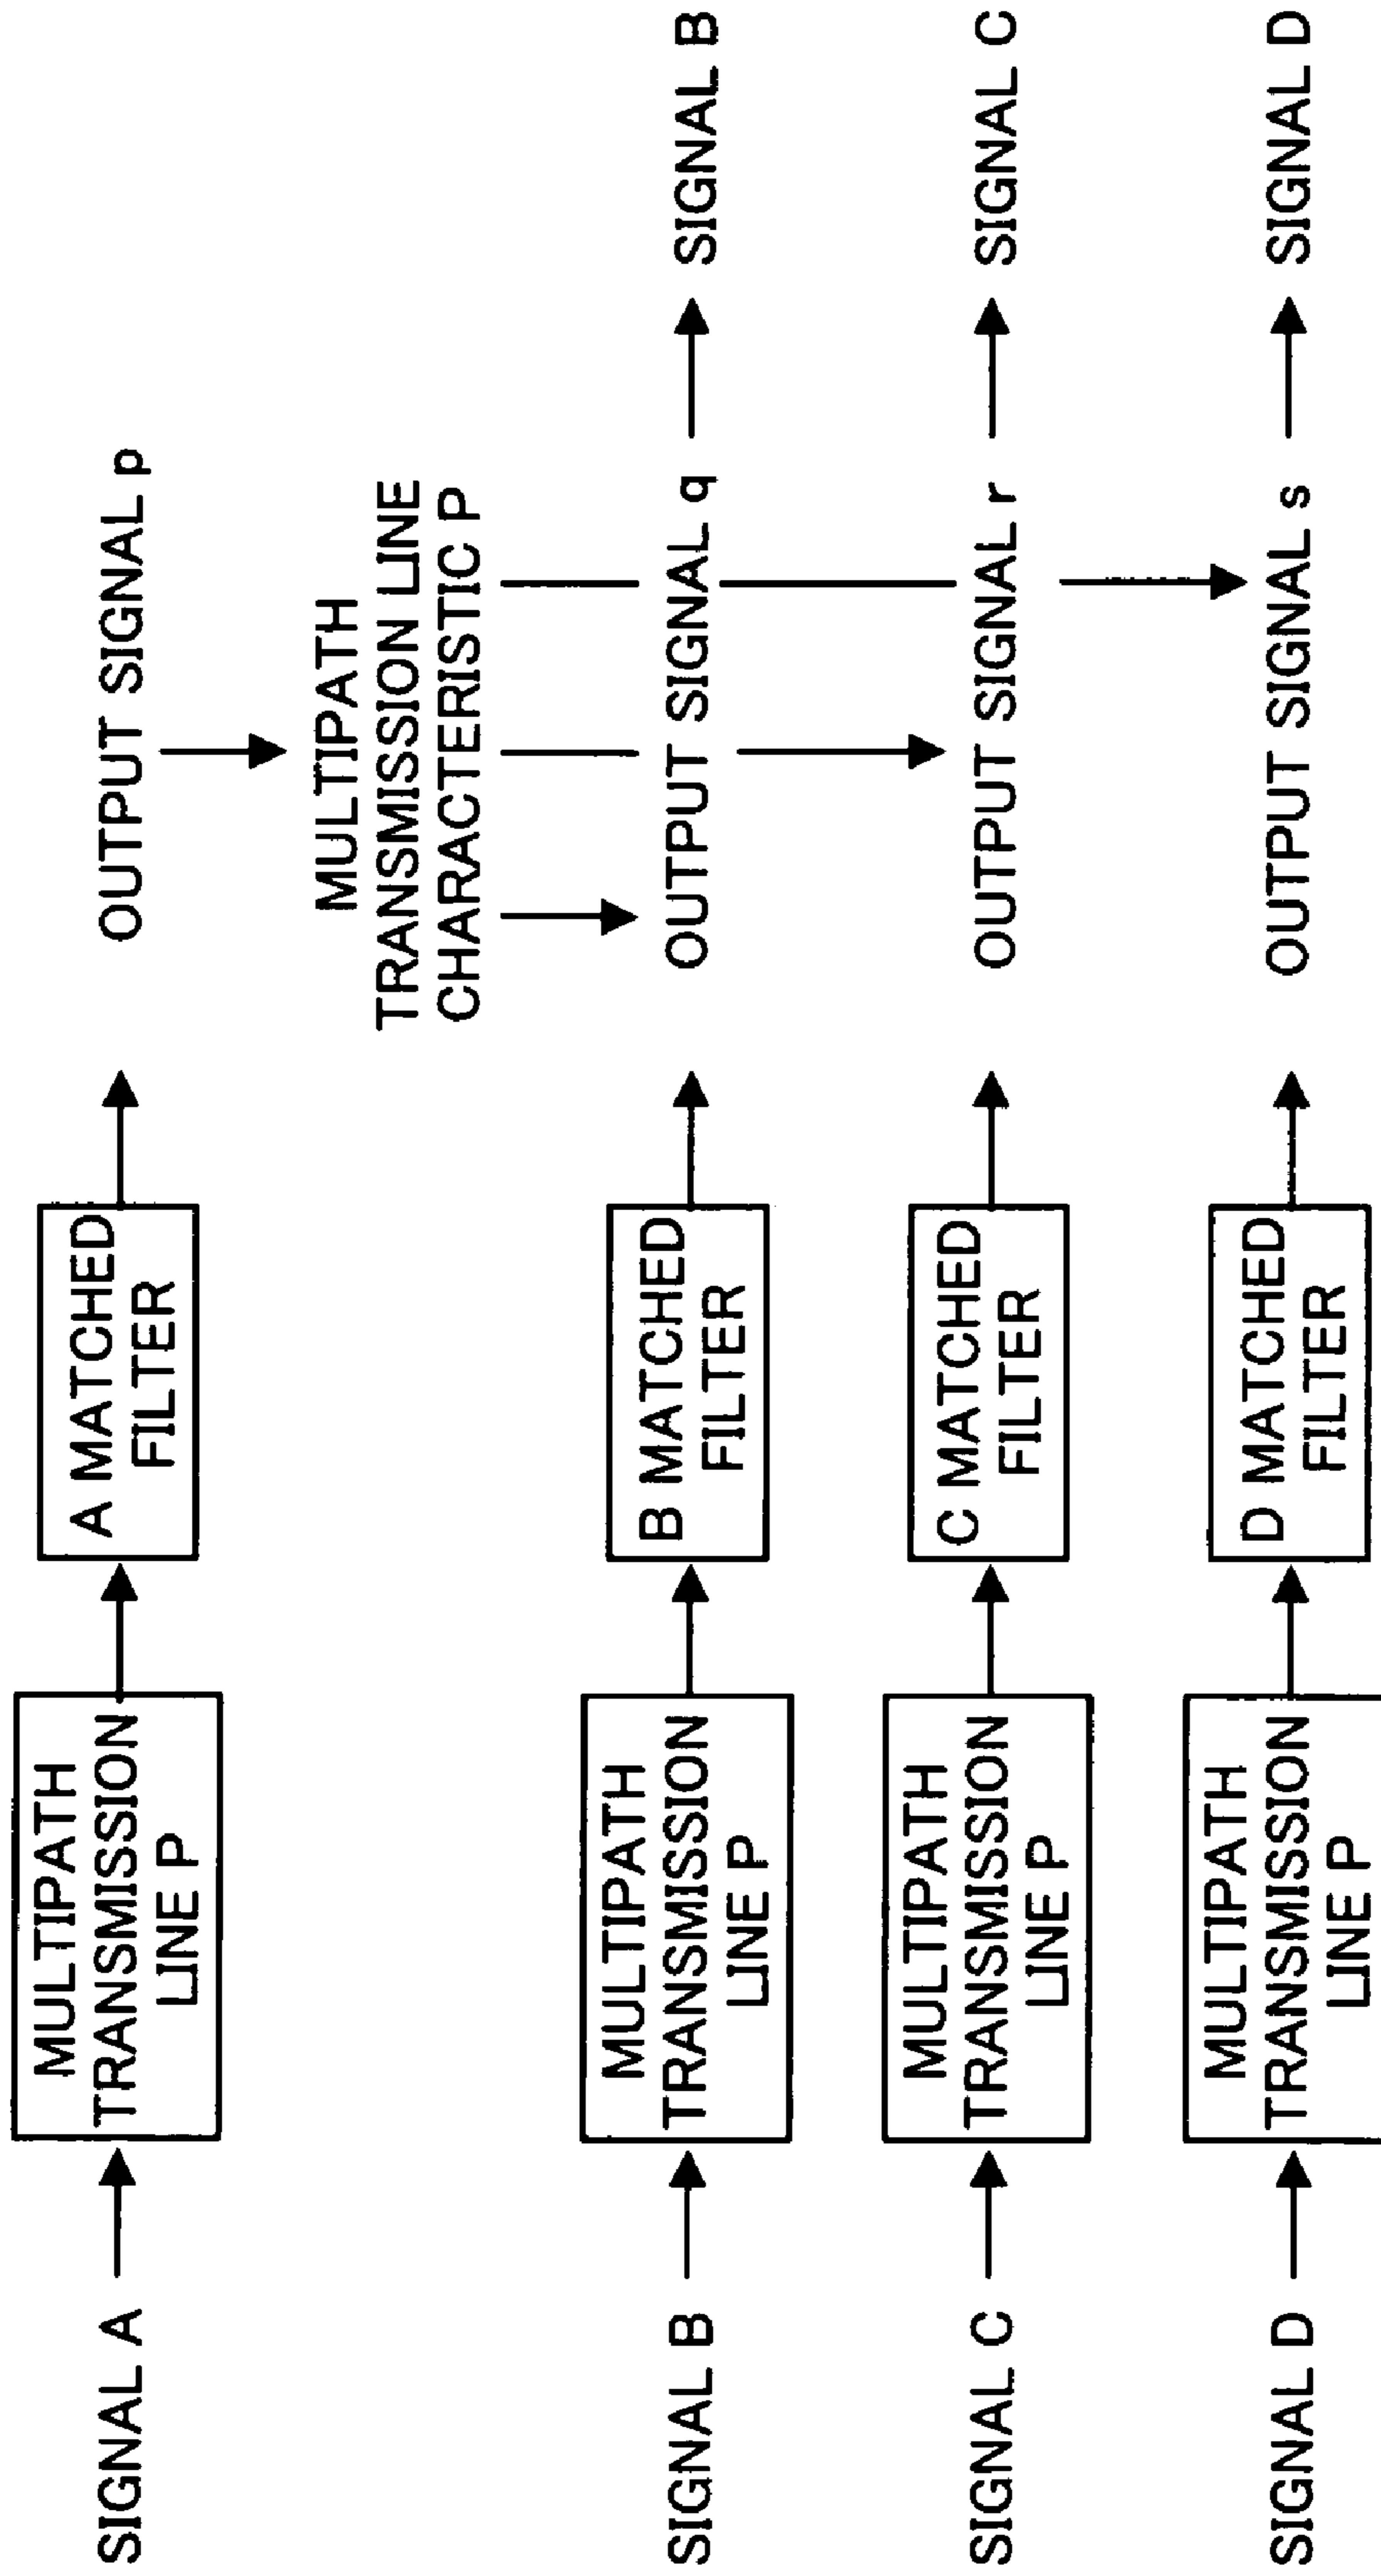 SIGNAL A
MULTIPATH
TRANSMISSION
LINE P
A MATCHED
FILTER
OUTPUT SIGNAL p
MULTIPATH
TRANSMISSION LINE
CHARACTERISTIC P
SIGNAL B
MULTIPATH
TRANSMISSION
LINE P
B MATCHED
FILTER
OUTPUT SIGNAL q
SIGNAL B
SIGNAL C
MULTIPATH
TRANSMISSION
LINE P
C MATCHED
FILTER
OUTPUT SIGNAL r
SIGNAL C
SIGNAL D
MULTIPATH
TRANSMISSION
LINE P
D MATCHED
FILTER
OUTPUT SIGNAL s
SIGNAL D